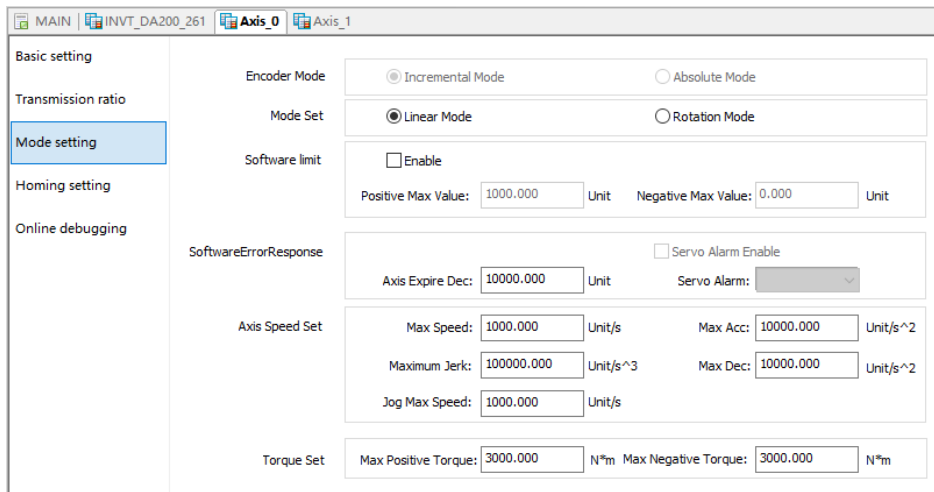 MAIN INVT_DA200_261 Axis_0 Axis_1
Basic setting
Transmission ratio
Mode setting
Homing setting
Online debugging
Encoder Mode Incremental Mode Absolute Mode
Mode Set Linear Mode Rotation Mode
Software limit Enable
Positive Max Value: 1000.000 Unit Negative Max Value: 0.000 Unit
SoftwareErrorResponse Servo Alarm Enable
Axis Expire Dec: 10000.000 Unit Servo Alarm:
Axis Speed Set Max Speed: 1000.000 Unit/s Max Acc: 10000.000 Unit/s^2
Maximum Jerk: 100000.000 Unit/s^3 Max Dec: 10000.000 Unit/s^2
Jog Max Speed: 1000.000 Unit/s
Torque Set Max Positive Torque: 3000.000 N*m Max Negative Torque: 3000.000 N*m